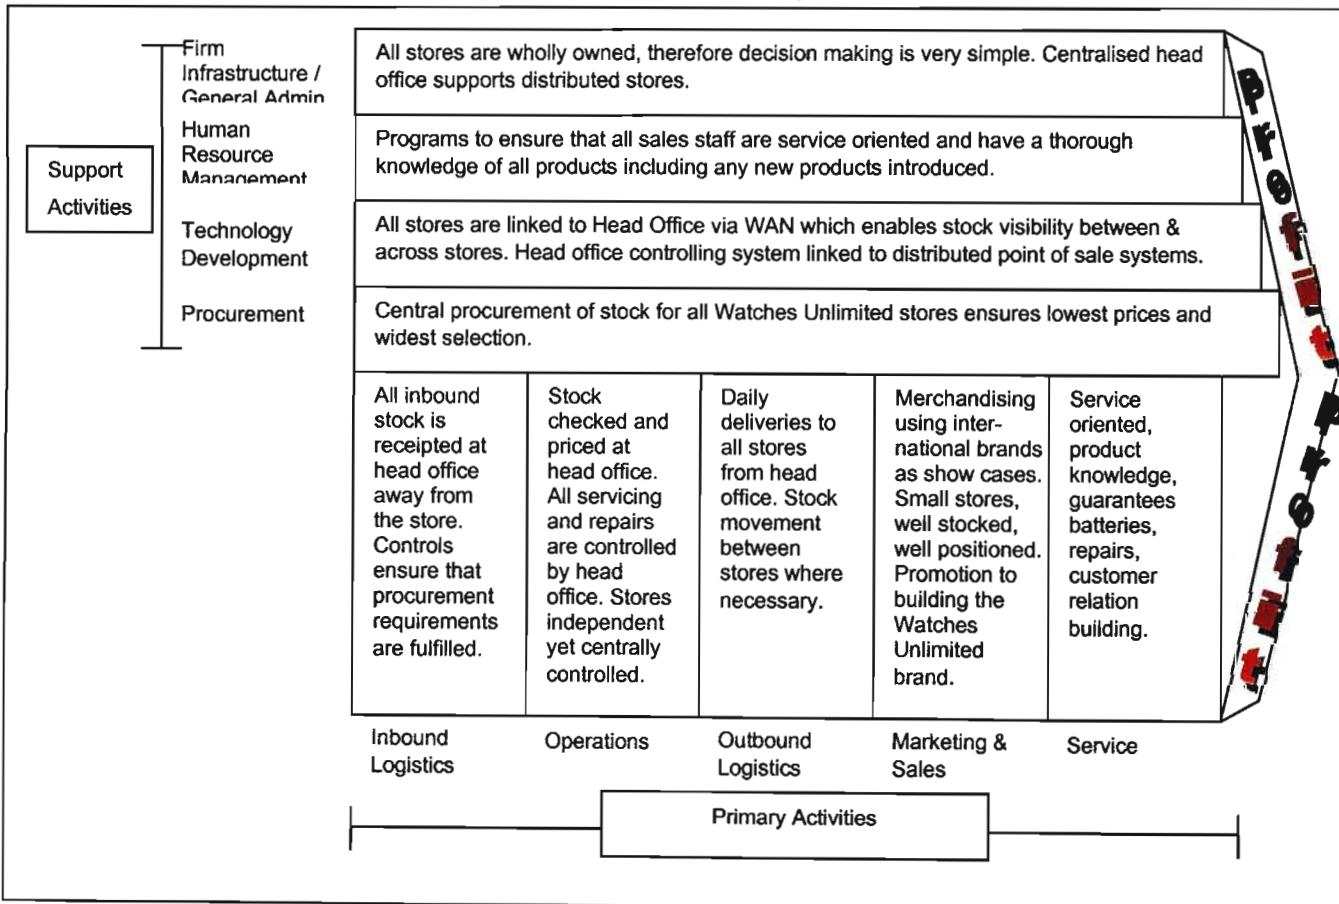 Support
Activities
Firm
Infrastructure /
General Admin
Human
Resource
Management
Technology
Development
Procurement
All stores are wholly owned, therefore decision making is very simple. Centralised head
office supports distributed stores.
Programs to ensure that all sales staff are service oriented and have a thorough
knowledge of all products including any new products introduced.
All stores are linked to Head Office via WAN which enables stock visibility between &
across stores. Head office controlling system linked to distributed point of sale systems.
Central procurement of stock for all Watches Unlimited stores ensures lowest prices and
widest selection.
All inbound
stock is
receipted at
head office
away from
the store.
Controls
ensure that
procurement
requirements
are fulfilled.
Stock
checked and
priced at
head office.
All servicing
and repairs
are controlled
by head
office. Stores
independent
yet centrally
controlled.
Daily
deliveries to
all stores
from head
office. Stock
movement
between
stores where
necessary.
Merchandising
using inter-
national brands
as show cases.
Small stores,
well stocked,
well positioned.
Promotion to
building the
Watches
Unlimited
brand.
Service
oriented,
product
knowledge,
guarantees
batteries,
repairs,
customer
relation
building.
Profit
Profit
Inbound
Logistics
Operations
Outbound
Logistics
Marketing &
Sales
Service
Primary Activities